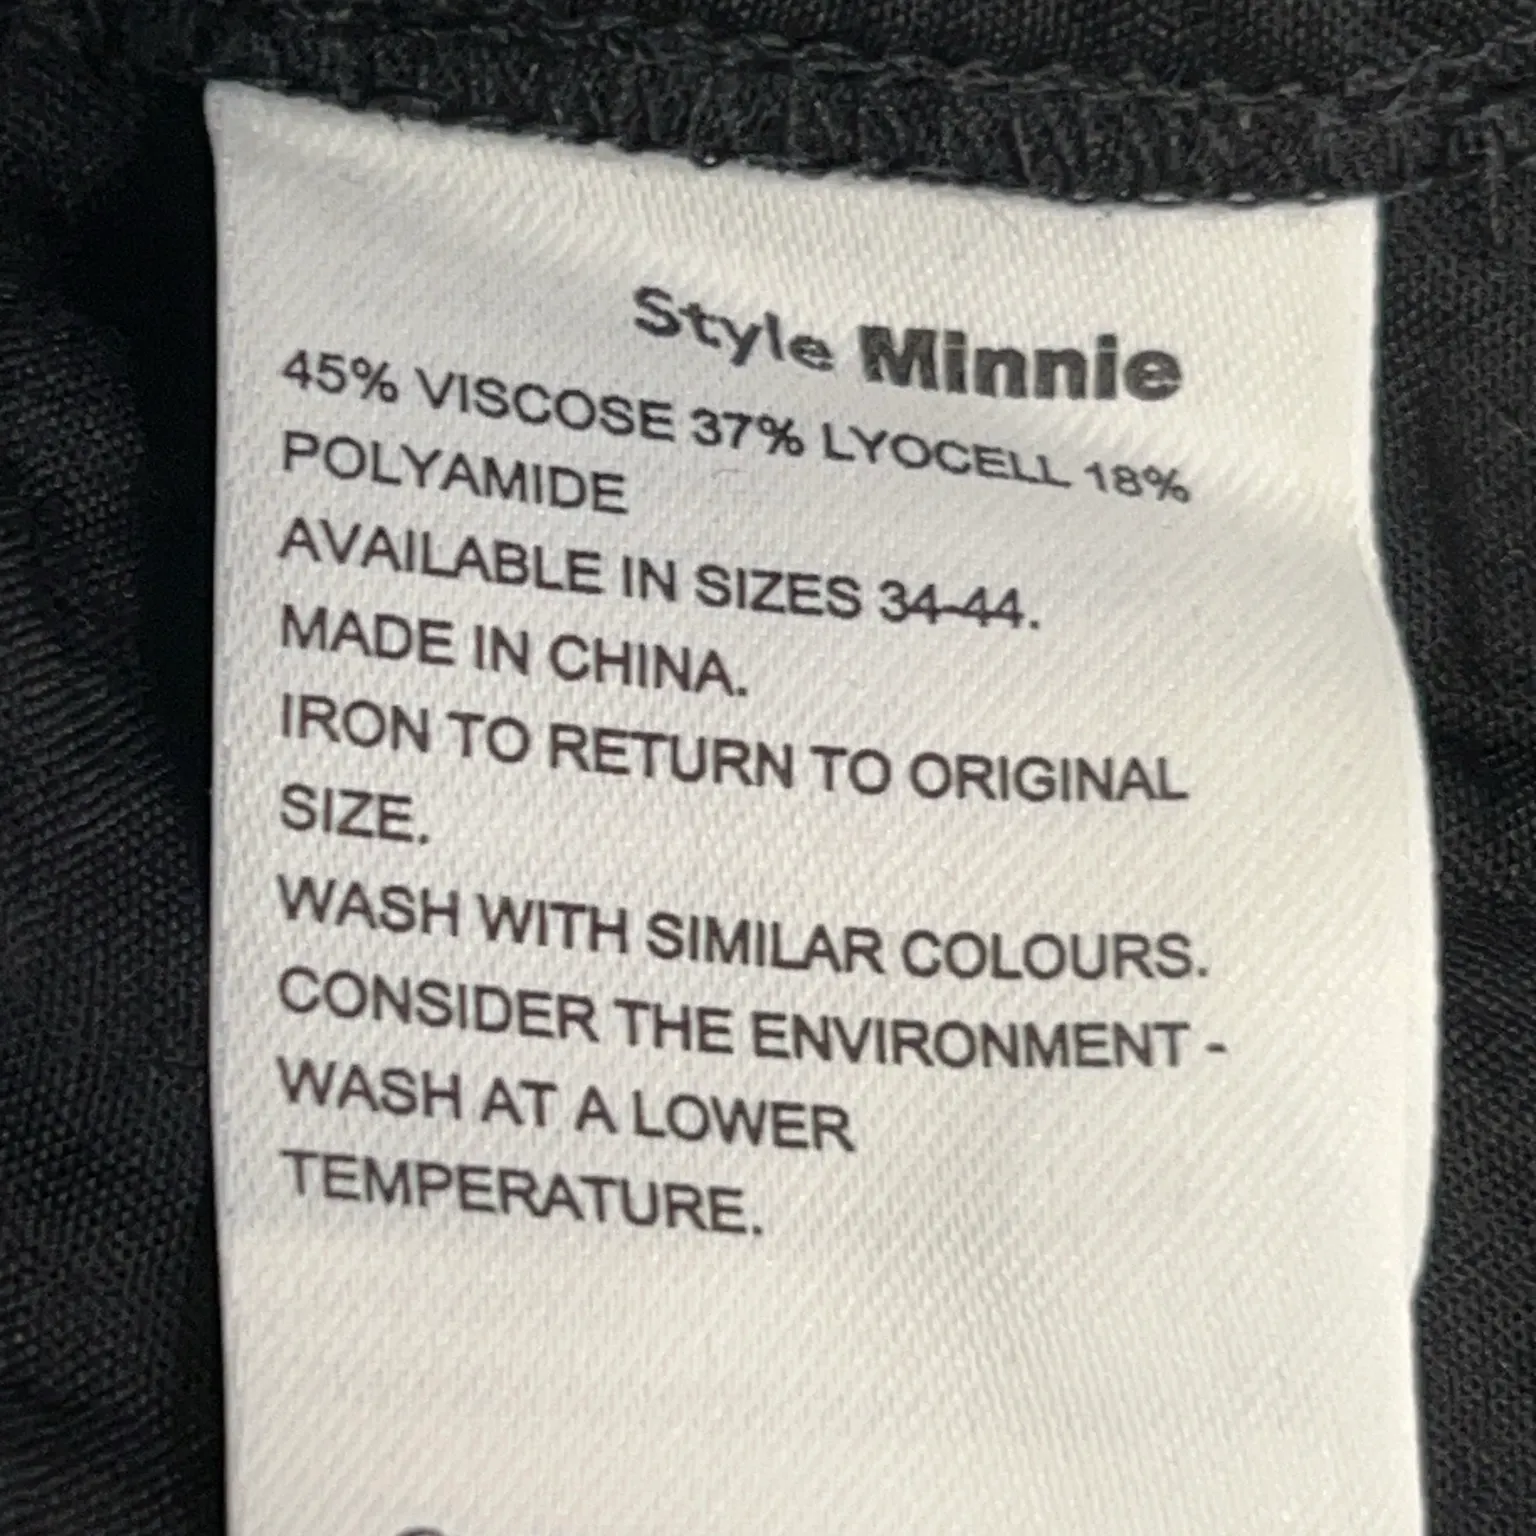 Style Minnie
45% VISCOSE 37% LYOCELL 18%
POLYAMIDE
AVAILABLE IN SIZES 34-44.
MADE IN CHINA.
IRON TO RETURN TO ORIGINAL
SIZE.
WASH WITH SIMILAR COLOURS.
CONSIDER THE ENVIRONMENT -
WASH AT A LOWER
TEMPERATURE.